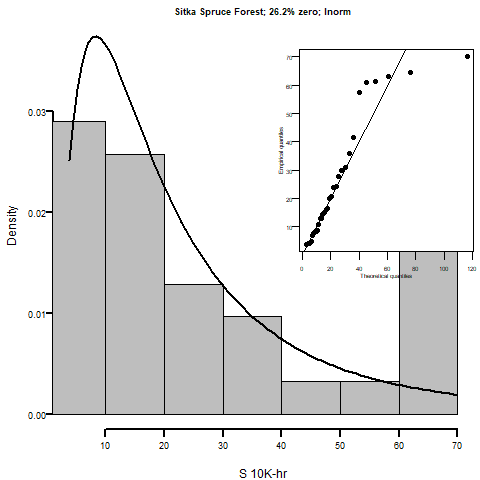 Sitka Spruce Forest; 26.2% zero; lnorm
Density
0.03
0.02
0.01
0.00
10 20 30 40 50 60 70
S 10K-hr
Empirical quantiles
70
60
50
40
30
20
10
0 20 40 60 80 100 120
Theoretical quantiles